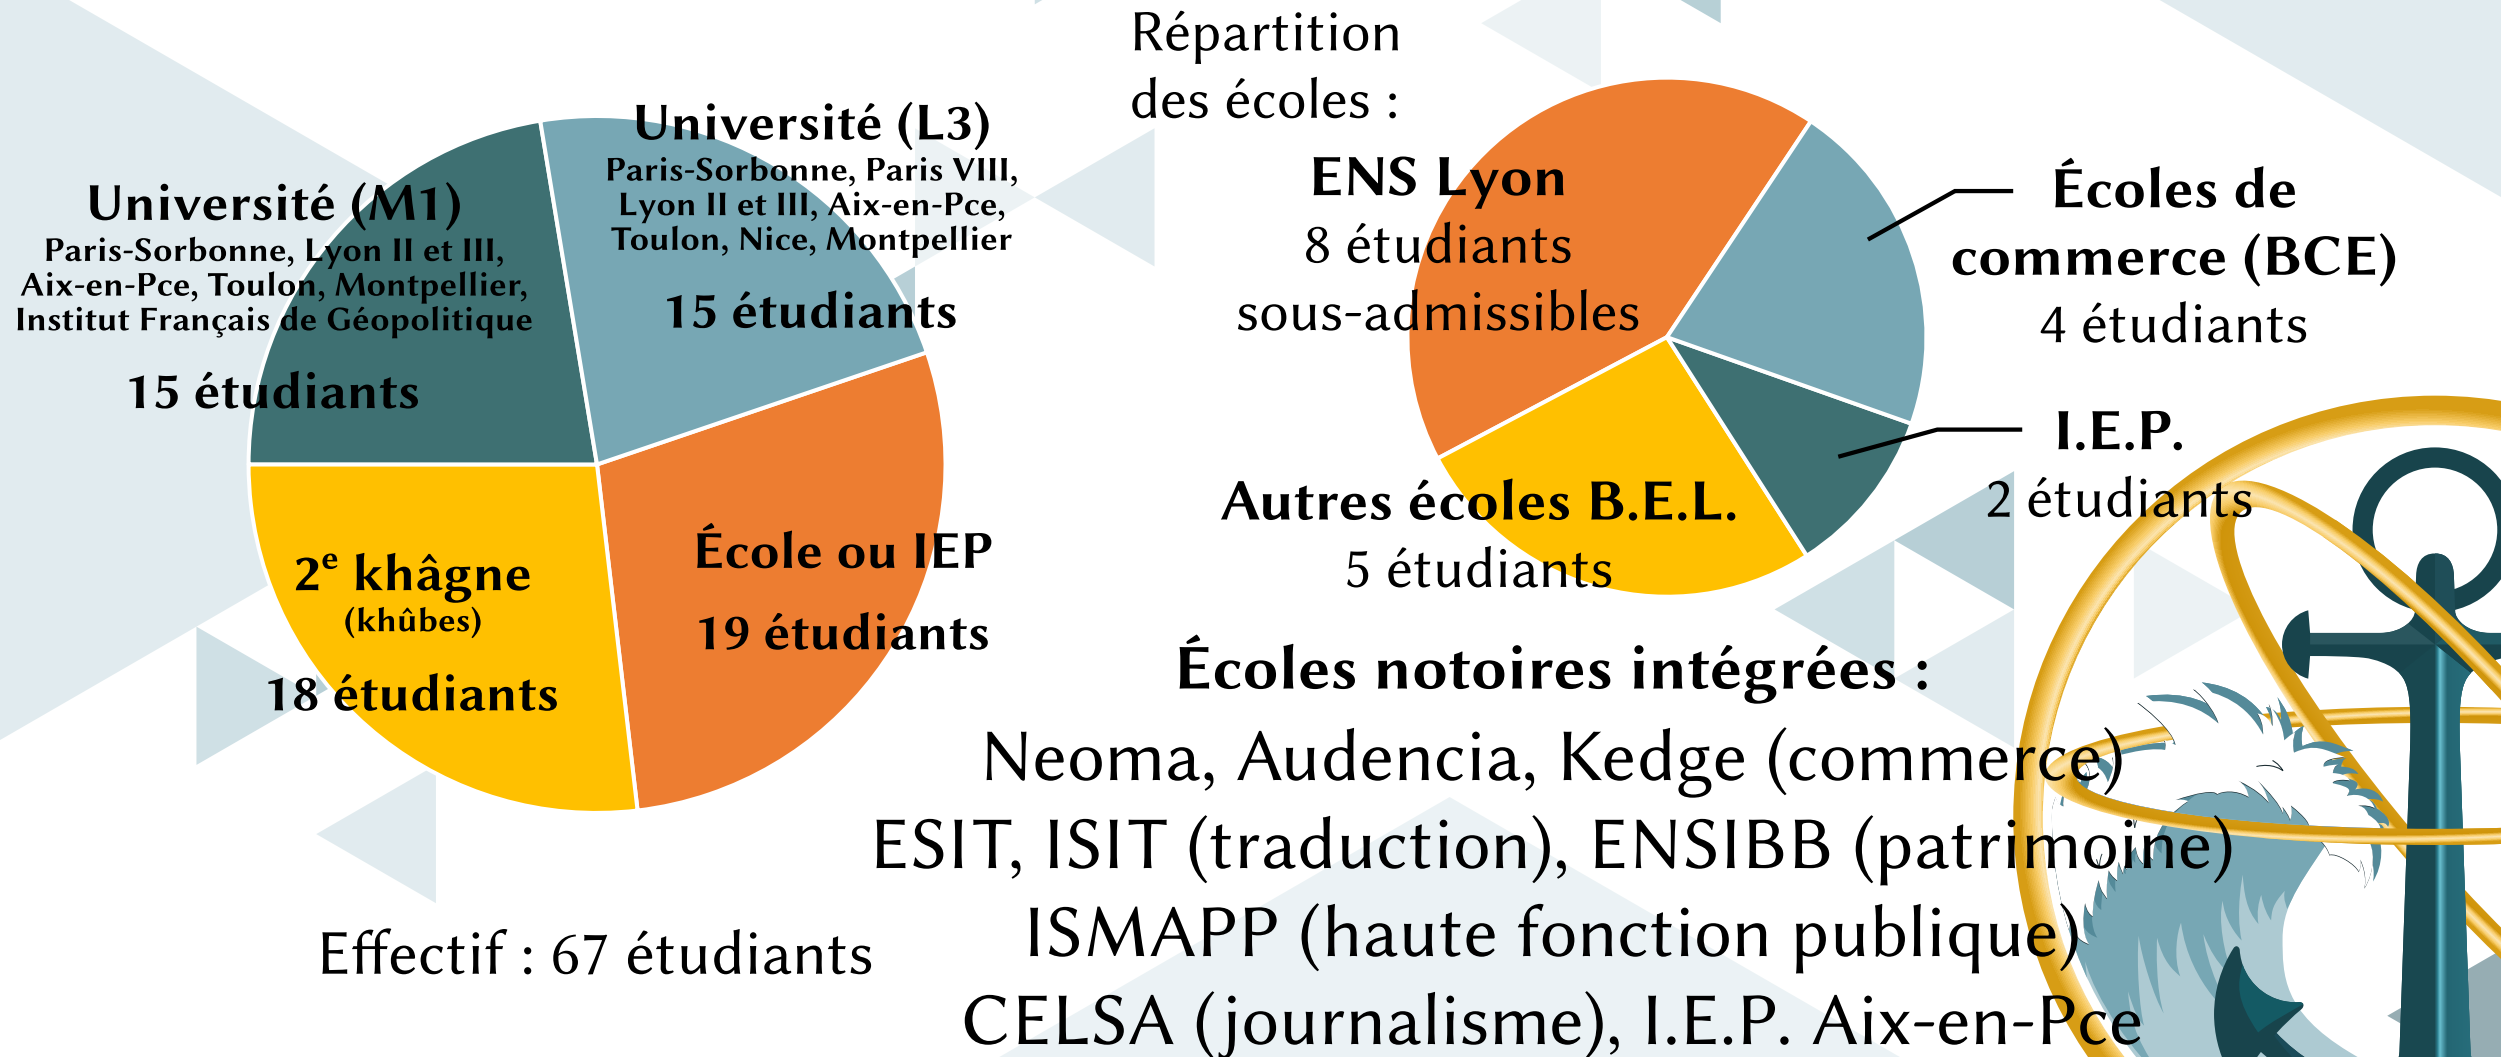 Université (M1)
Paris-Sorbonne, Lyon II et III,
Aix-en-Pce, Toulon, Montpellier,
Institut Français de Géopolitique
15 étudiants
Université (L3)
Paris-Sorbonne, Paris VIII,
Lyon II et III, Aix-en-Pce,
Toulon, Nice, Montpellier
15 étudiants
2e khâgne
(khûbes)
18 étudiants
École ou IEP
19 étudiants
Effectif : 67 étudiants
Répartition
des écoles :
ENS Lyon
8 étudiants
sous-admissibles
Écoles de
commerce (BCE)
4 étudiants
I.E.P.
2 étudiants
Autres écoles B.E.L.
5 étudiants
Écoles notoires intégrées :
Neoma, Audencia, Kedge (commerce)
ESIT, ISIT (traduction), ENSIBB (patrimoine)
ISMAPP (haute fonction publique)
CELSA (journalisme), I.E.P. Aix-en-Pce